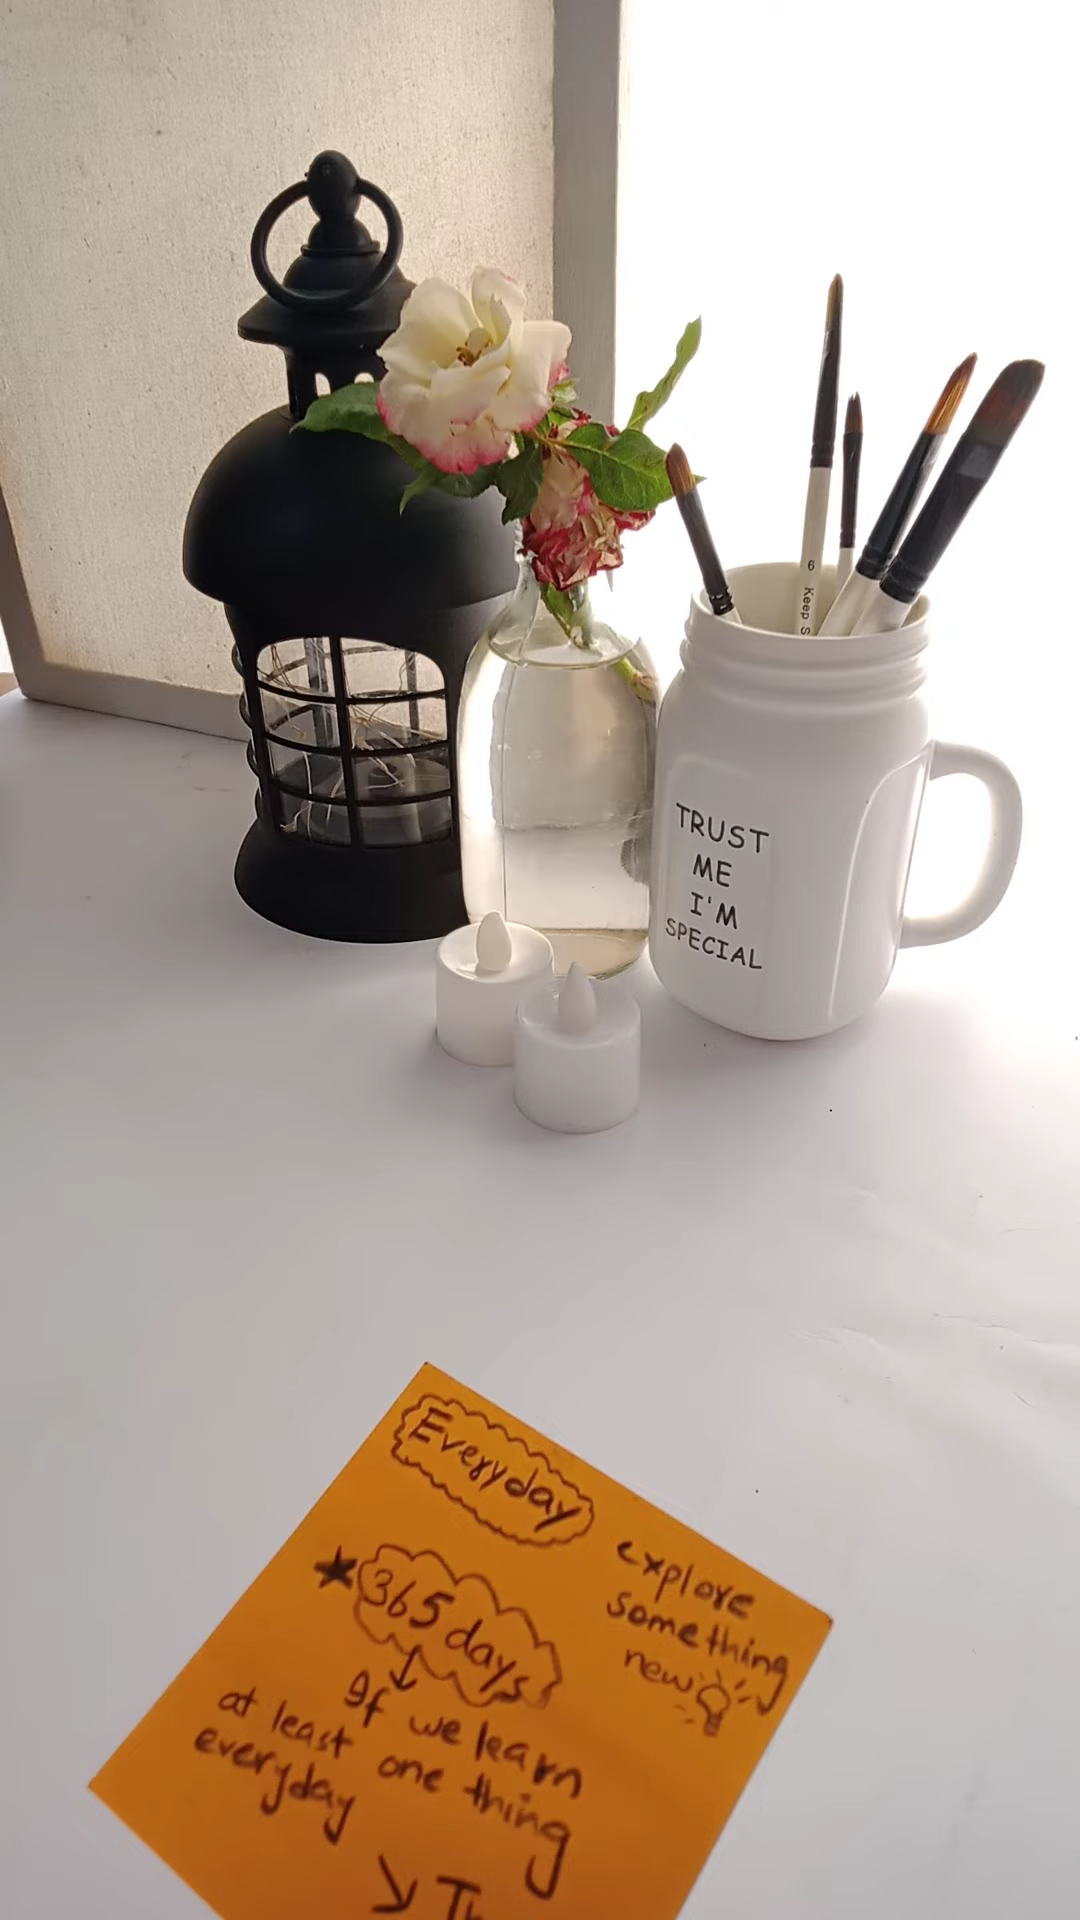 6 Keep S
TRUST
ME
I'M
SPECIAL
Everyday
explore
something
new
365 days
If we learn
at least one thing
everyday